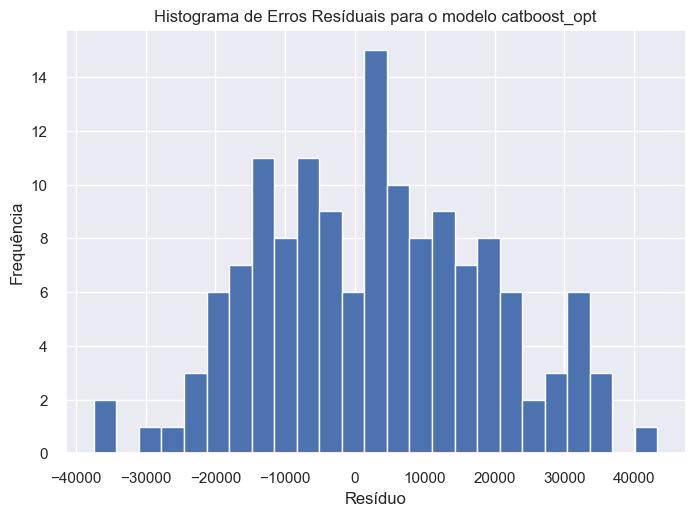 Histograma de Erros Resíduais para o modelo catboost_opt
Frequência
14
12
10
8
6
4
2
0
−40000 −30000 −20000 −10000 0 10000 20000 30000 40000
Resíduo